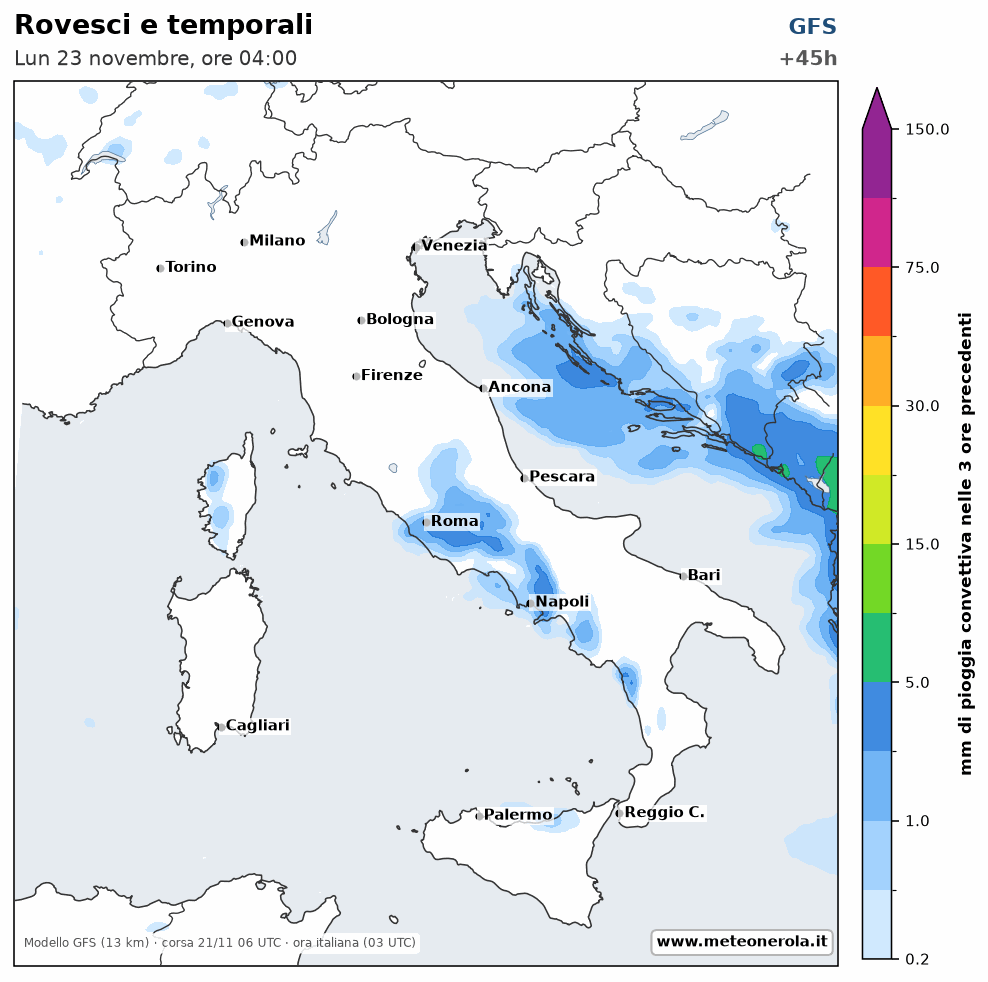 Rovesci e temporali
GFS
Lun 23 novembre, ore 04:00
+45h
150.0
75.0
30.0
15.0
5.0
1.0
0.2
mm di pioggia convettiva nelle 3 ore precedenti
Milano
Venezia
Torino
Genova
Bologna
Firenze
Ancona
Pescara
Roma
Bari
Napoli
Cagliari
Palermo
Reggio C.
Modello GFS (13 km) · corsa 21/11 06 UTC · ora italiana (03 UTC)
www.meteonerola.it